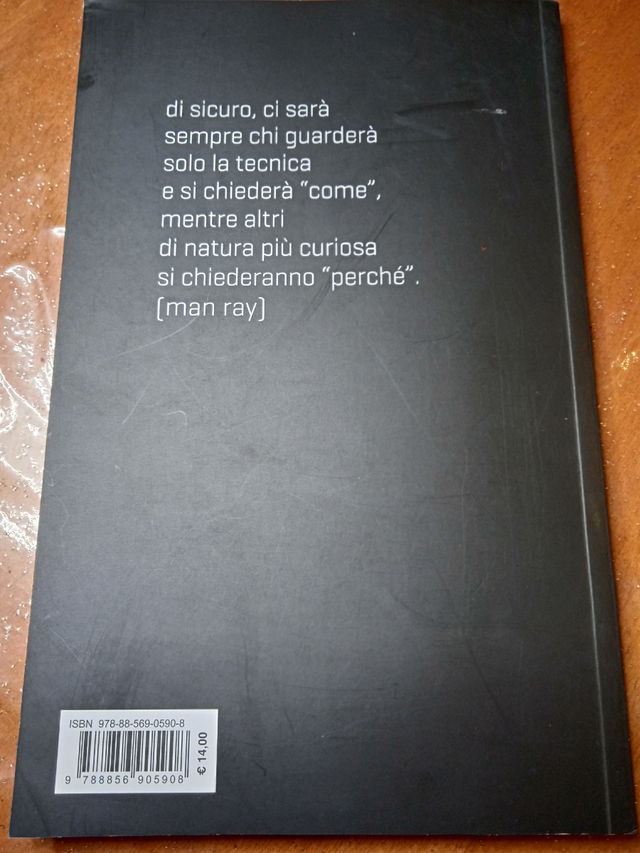 di sicuro, ci sarà
sempre chi guarderà
solo la tecnica
e si chiederà “come”,
mentre altri
di natura più curiosa
si chiederanno “perché”.
(man ray)
ISBN 978-88-569-0590-8
9 788856 905908
€ 14,00